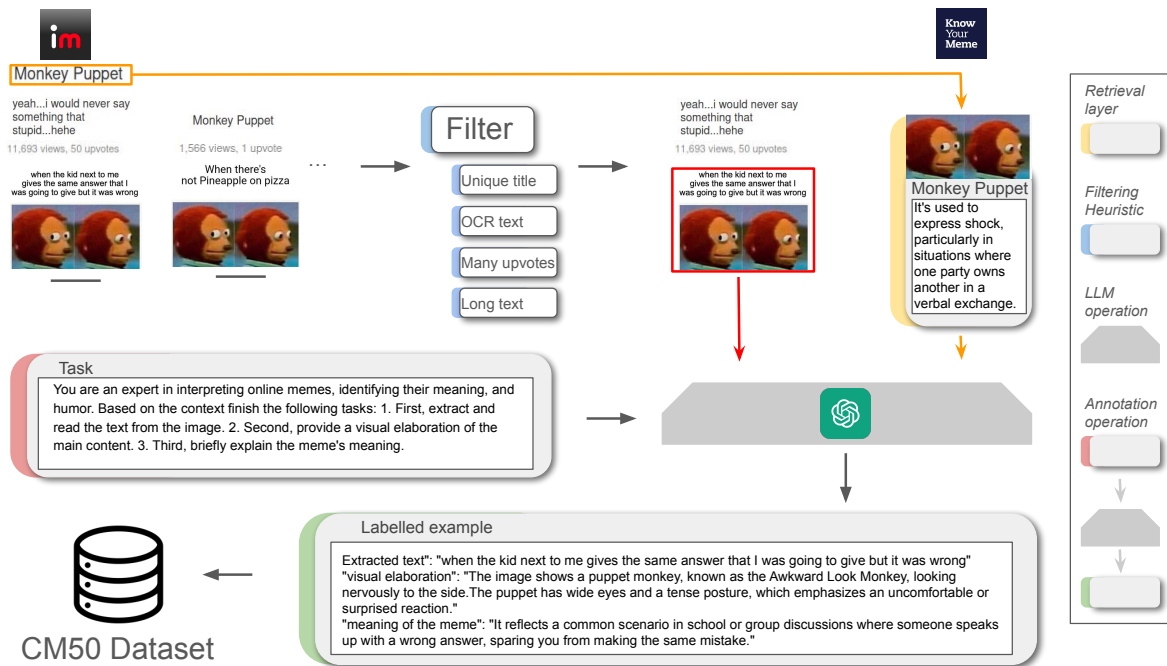 im
Know
Your
Meme
Monkey Puppet
yeah...i would never say
something that
stupid...hehe
11,693 views, 50 upvotes
when the kid next to me
gives the same answer that I
was going to give but it was wrong
Monkey Puppet
1,566 views, 1 upvote
When there's
not Pineapple on pizza
...
Filter
Unique title
OCR text
Many upvotes
Long text
yeah...i would never say
something that
stupid...hehe
11,693 views, 50 upvotes
when the kid next to me
gives the same answer that I
was going to give but it was wrong
Monkey Puppet
It's used to
express shock,
particularly in
situations where
one party owns
another in a
verbal exchange.
Retrieval
layer
Filtering
Heuristic
LLM
operation
Annotation
operation
Task
You are an expert in interpreting online memes, identifying their meaning, and
humor. Based on the context finish the following tasks: 1. First, extract and
read the text from the image. 2. Second, provide a visual elaboration of the
main content. 3. Third, briefly explain the meme's meaning.
Labelled example
Extracted text": "when the kid next to me gives the same answer that I was going to give but it was wrong"
"visual elaboration": "The image shows a puppet monkey, known as the Awkward Look Monkey, looking
nervously to the side.The puppet has wide eyes and a tense posture, which emphasizes an uncomfortable or
surprised reaction."
"meaning of the meme": "It reflects a common scenario in school or group discussions where someone speaks
up with a wrong answer, sparing you from making the same mistake."
CM50 Dataset